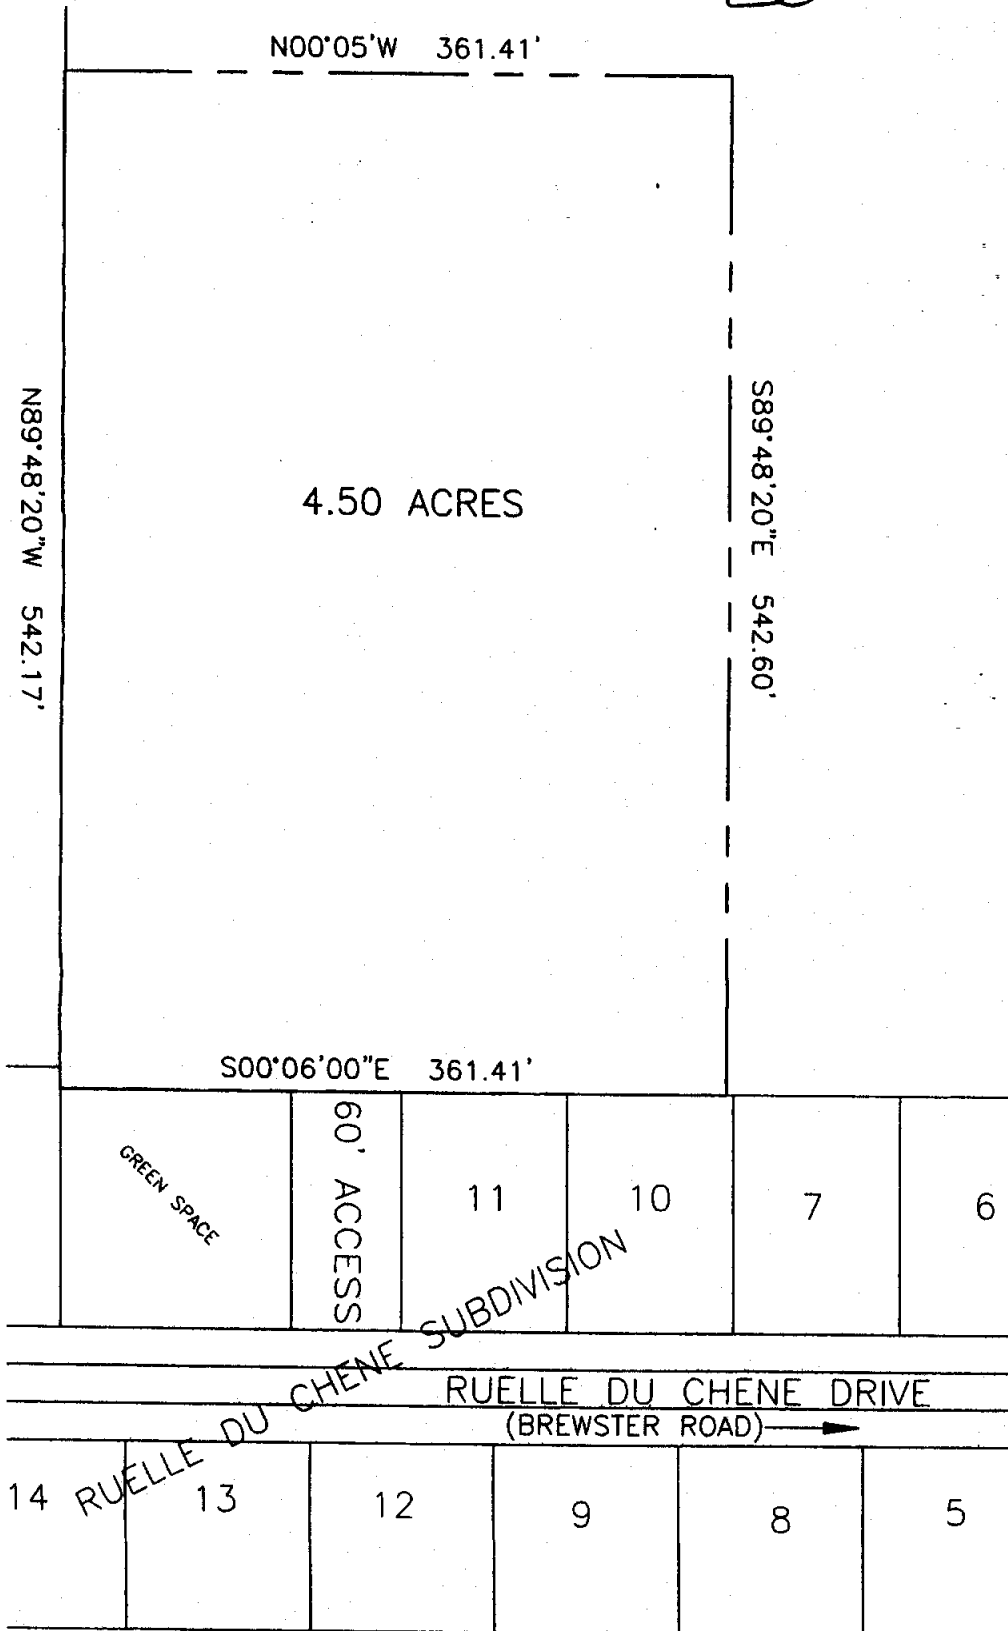 N00°05'W 361.41'
N89°48'20"W 542.17'
S89°48'20"E 542.60'
4.50 ACRES
S00°06'00"E 361.41'
GREEN SPACE
60' ACCESS
11
10
7
6
RUELLE DU CHENE SUBDIVISION
RUELLE DU CHENE DRIVE
(BREWSTER ROAD)
14
13
12
9
8
5